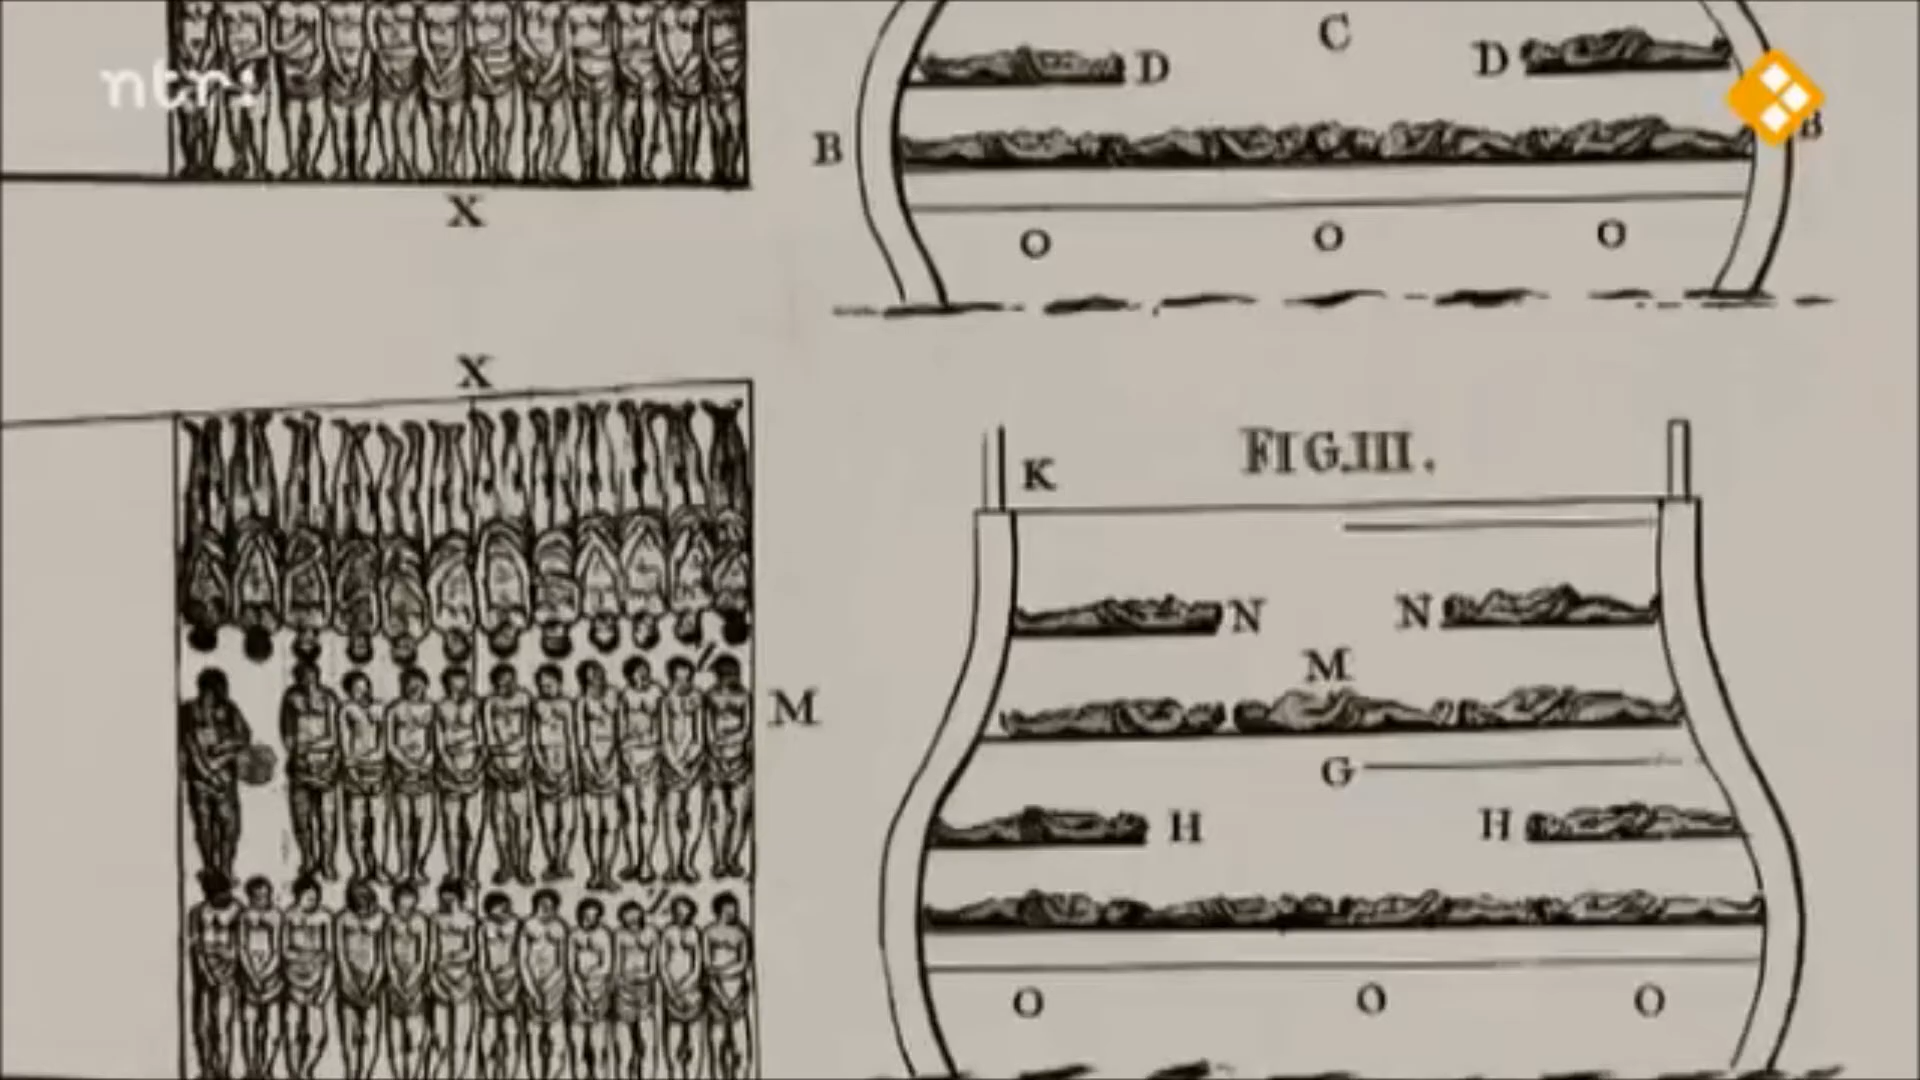 ntr:
C
D D
B B
X
O O O
X
FIG.III.
K
N N
M
M
G
H H
O O O